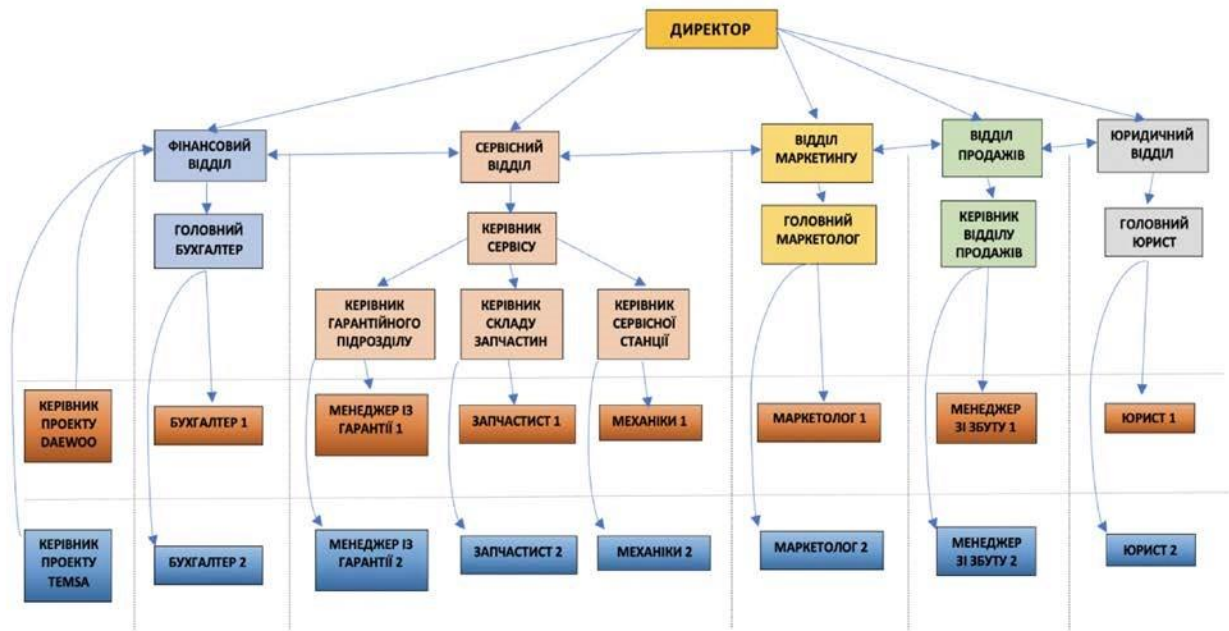 ДИРЕКТОР
ФІНАНСОВИЙ
ВІДДІЛ
СЕРВІСНИЙ
ВІДДІЛ
ВІДДІЛ
МАРКЕТИНГУ
ВІДДІЛ
ПРОДАЖІВ
ЮРИДИЧНИЙ
ВІДДІЛ
ГОЛОВНИЙ
БУХГАЛТЕР
КЕРІВНИК
СЕРВІСУ
ГОЛОВНИЙ
МАРКЕТОЛОГ
КЕРІВНИК
ВІДДІЛУ
ПРОДАЖІВ
ГОЛОВНИЙ
ЮРИСТ
КЕРІВНИК
ГАРАНТІЙНОГО
ПІДРОЗДІЛУ
КЕРІВНИК
СКЛАДУ
ЗАПЧАСТИН
КЕРІВНИК
СЕРВІСНОЇ
СТАНЦІЇ
КЕРІВНИК
ПРОЕКТУ
DAEWOO
БУХГАЛТЕР 1
МЕНЕДЖЕР ІЗ
ГАРАНТІЇ 1
ЗАПЧАСТИСТ 1
МЕХАНІКИ 1
МАРКЕТОЛОГ 1
МЕНЕДЖЕР
ЗІ ЗБУТУ 1
ЮРИСТ 1
КЕРІВНИК
ПРОЕКТУ
TEMSA
БУХГАЛТЕР 2
МЕНЕДЖЕР ІЗ
ГАРАНТІЇ 2
ЗАПЧАСТИСТ 2
МЕХАНІКИ 2
МАРКЕТОЛОГ 2
МЕНЕДЖЕР
ЗІ ЗБУТУ 2
ЮРИСТ 2